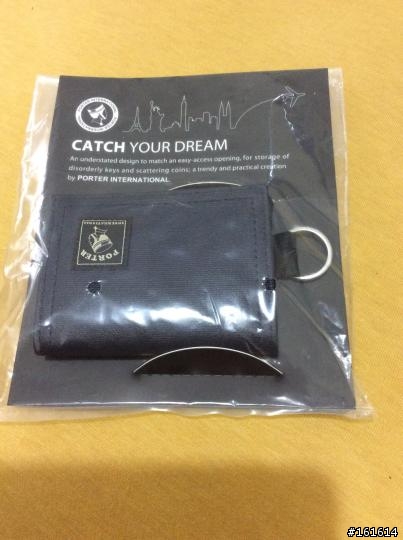 CATCH YOUR DREAM
An understated design to match an easy-access opening, for storage of
disorderly keys and scattering coins; a trendy and practical creation
by PORTER INTERNATIONAL.
PORTER
INTERNATIONAL
#161614